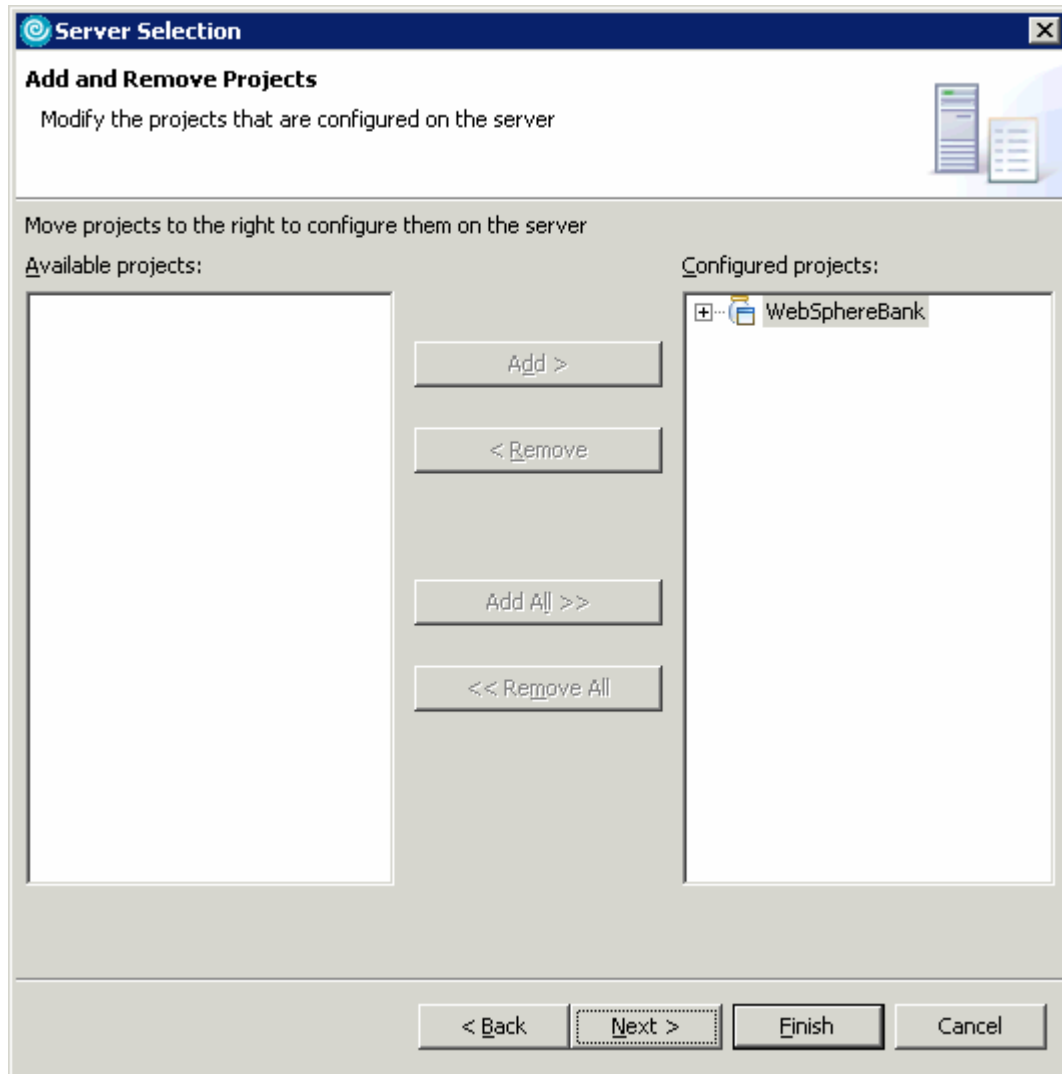 Server Selection
Add and Remove Projects
Modify the projects that are configured on the server
Move projects to the right to configure them on the server
Available projects:
Configured projects:
WebSphereBank
Add >
< Remove
Add All >>
<< Remove All
< Back
Next >
Finish
Cancel